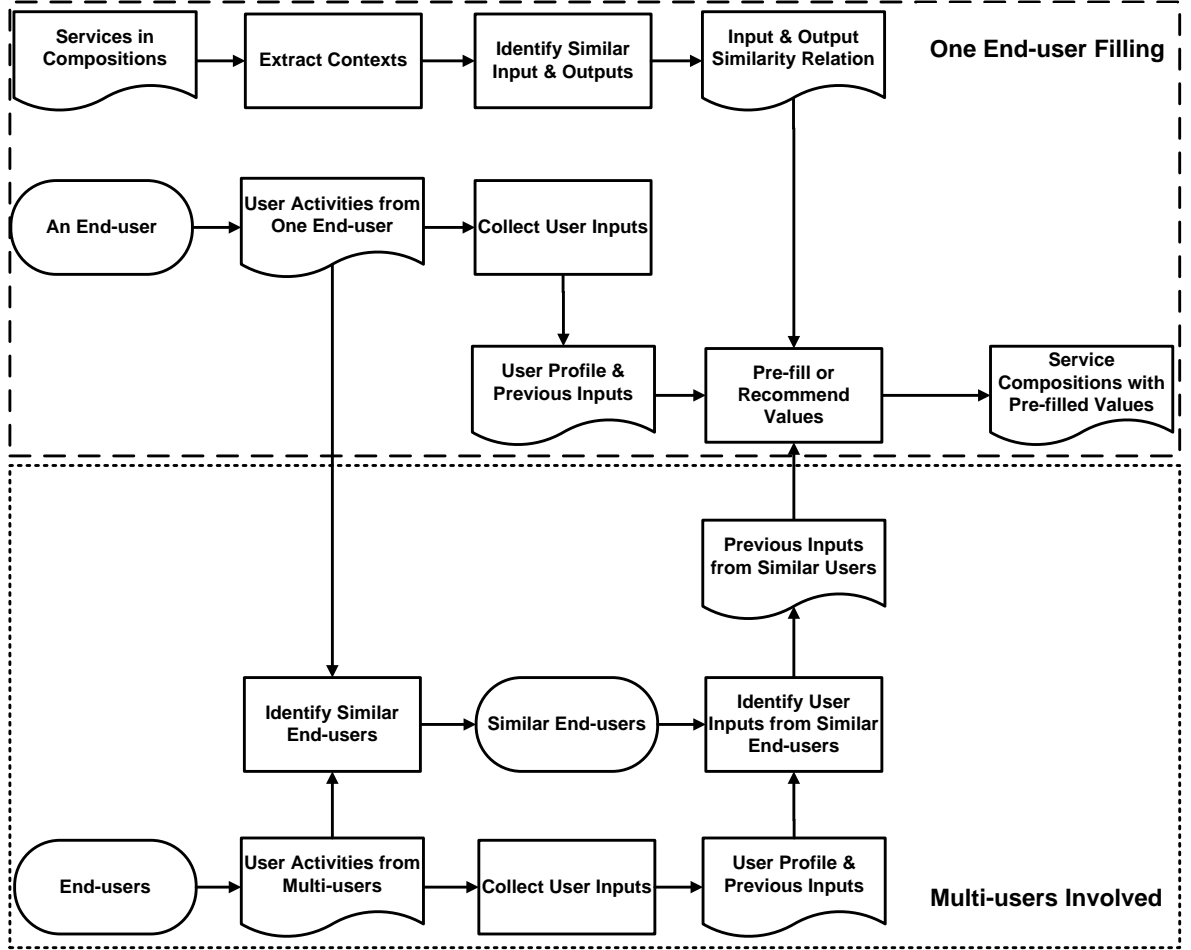 Services in
Compositions
Extract Contexts
Identify Similar
Input & Outputs
Input & Output
Similarity Relation
One End-user Filling
An End-user
User Activities from
One End-user
Collect User Inputs
User Profile &
Previous Inputs
Pre-fill or
Recommend
Values
Service
Compositions with
Pre-filled Values
Previous Inputs
from Similar Users
Identify Similar
End-users
Similar End-users
Identify User
Inputs from Similar
End-users
End-users
User Activities from
Multi-users
Collect User Inputs
User Profile &
Previous Inputs
Multi-users Involved